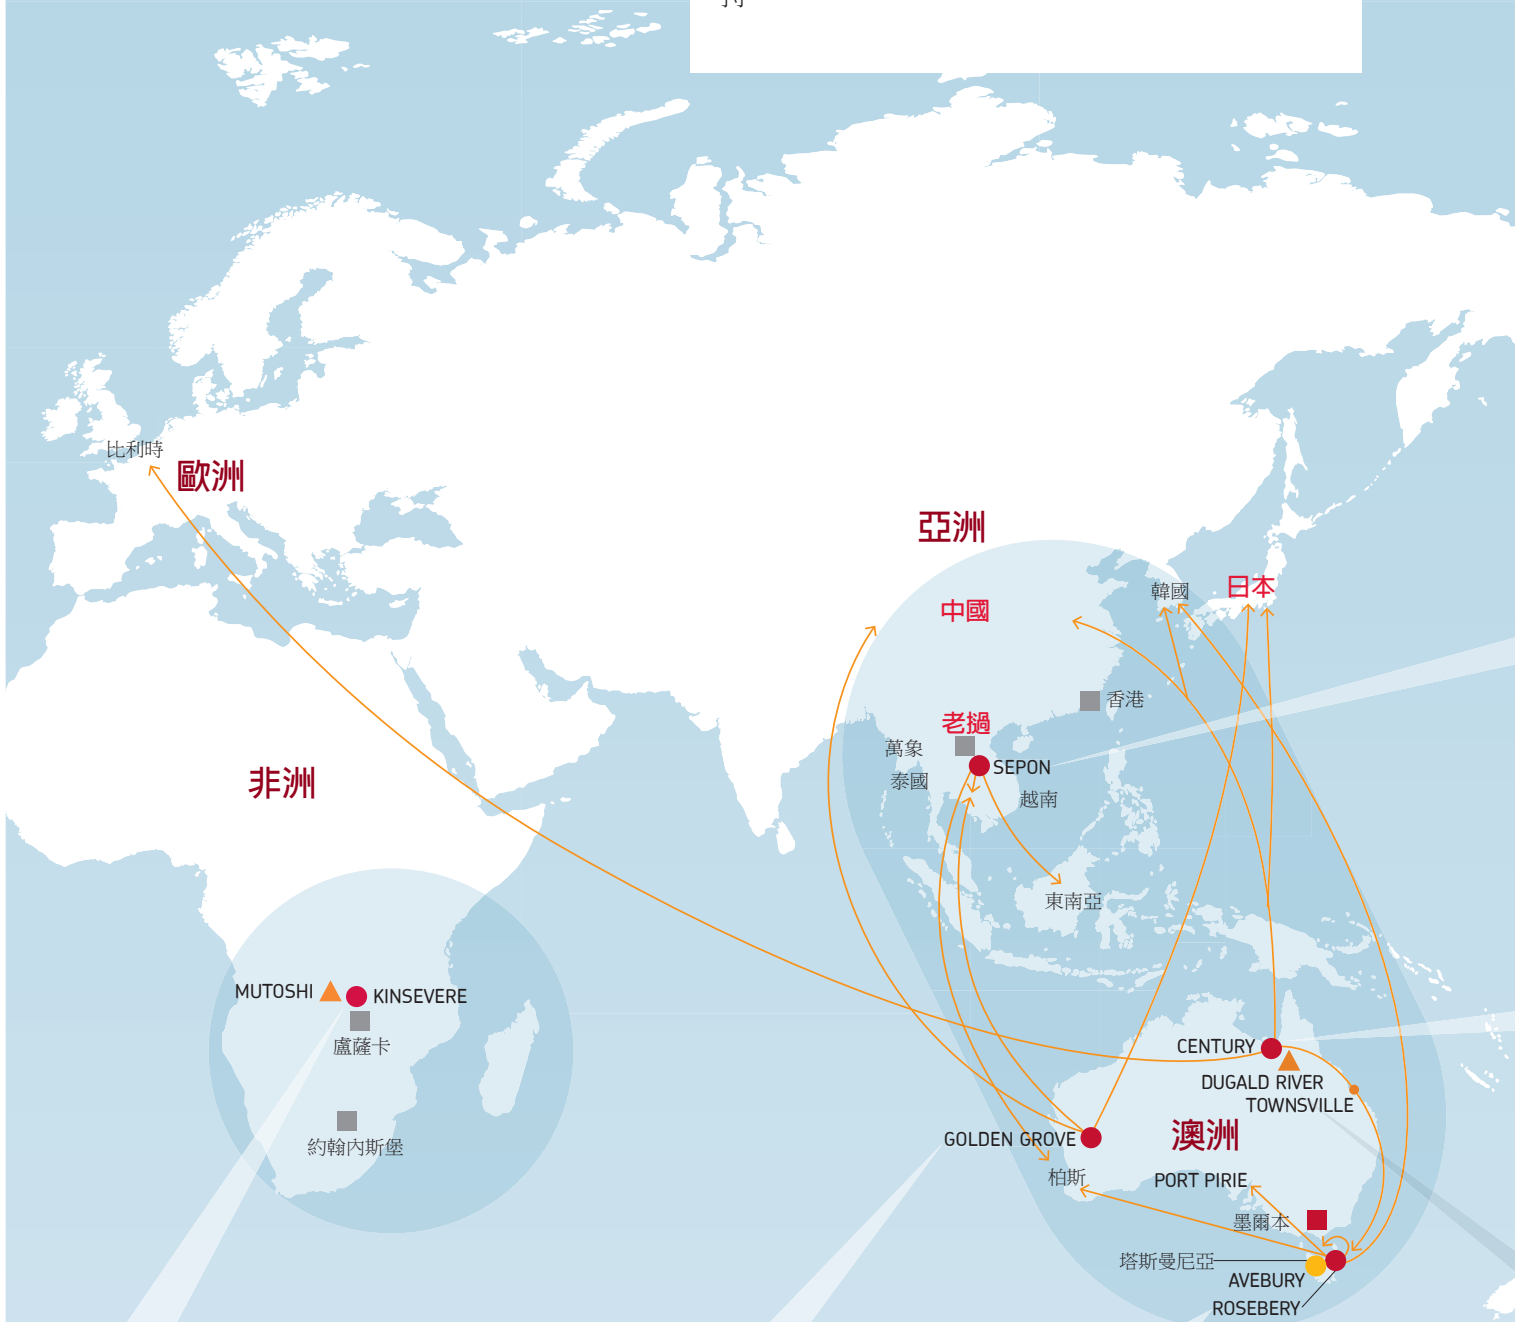 比利時
歐洲
亞洲
中國
韓國
日本
香港
老撾
萬象
SEPON
泰國
越南
非洲
東南亞
MUTOSHI
KINSEVERE
盧薩卡
約翰內斯堡
CENTURY
DUGALD RIVER
TOWNSVILLE
GOLDEN GROVE
澳洲
柏斯
PORT PIRIE
墨爾本
塔斯曼尼亞
AVEBURY
ROSEBERY